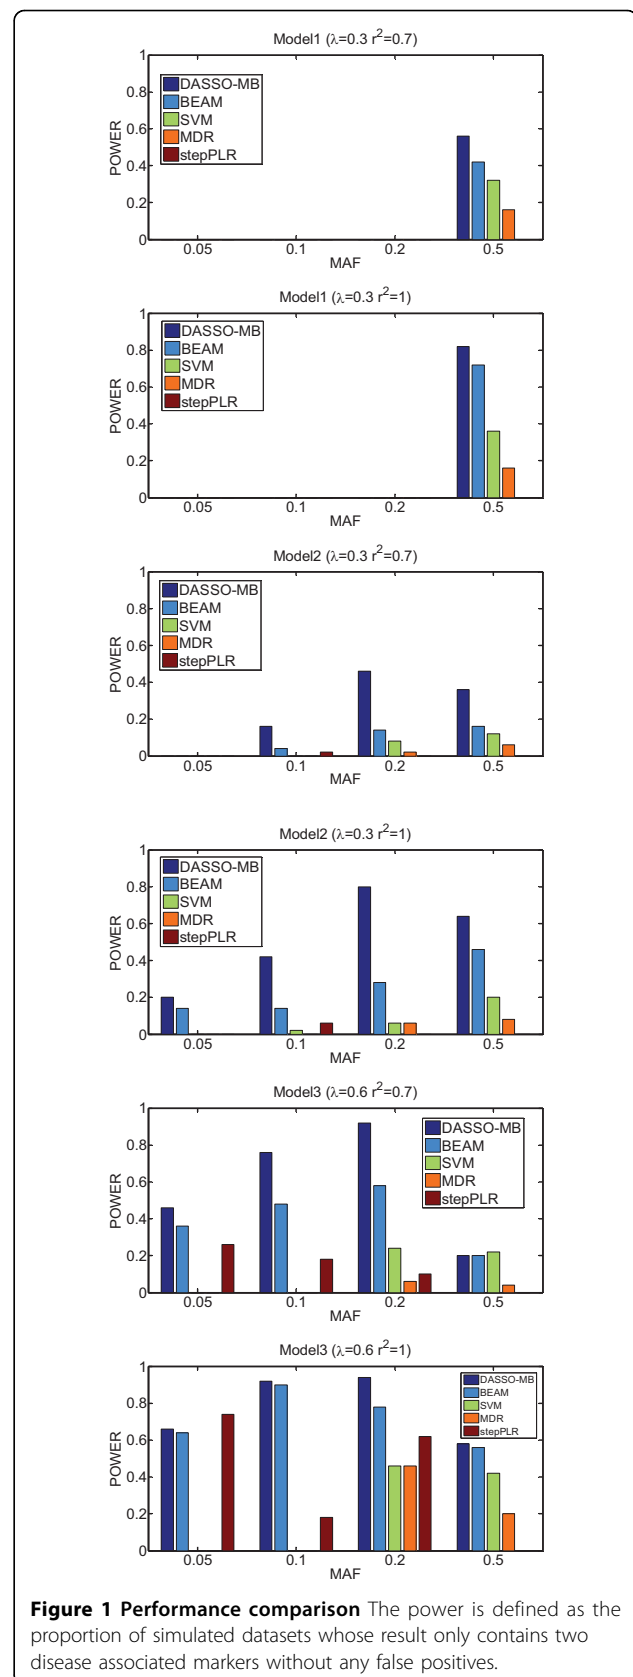 Model1 (λ=0.3 r²=0.7)
1
0.8
0.6
0.4
0.2
0
POWER
DASSO-MB
BEAM
SVM
MDR
stepPLR
0.05 0.1 0.2 0.5
MAF
Model1 (λ=0.3 r²=1)
1
0.8
0.6
0.4
0.2
0
POWER
DASSO-MB
BEAM
SVM
MDR
stepPLR
0.05 0.1 0.2 0.5
MAF
Model2 (λ=0.3 r²=0.7)
1
0.8
0.6
0.4
0.2
0
POWER
DASSO-MB
BEAM
SVM
MDR
stepPLR
0.05 0.1 0.2 0.5
MAF
Model2 (λ=0.3 r²=1)
1
0.8
0.6
0.4
0.2
0
POWER
DASSO-MB
BEAM
SVM
MDR
stepPLR
0.05 0.1 0.2 0.5
MAF
Model3 (λ=0.6 r²=0.7)
1
0.8
0.6
0.4
0.2
0
POWER
DASSO-MB
BEAM
SVM
MDR
stepPLR
0.05 0.1 0.2 0.5
MAF
Model3 (λ=0.6 r²=1)
1
0.8
0.6
0.4
0.2
0
POWER
DASSO-MB
BEAM
SVM
MDR
stepPLR
0.05 0.1 0.2 0.5
MAF
Figure 1 Performance comparison The power is defined as the
proportion of simulated datasets whose result only contains two
disease associated markers without any false positives.